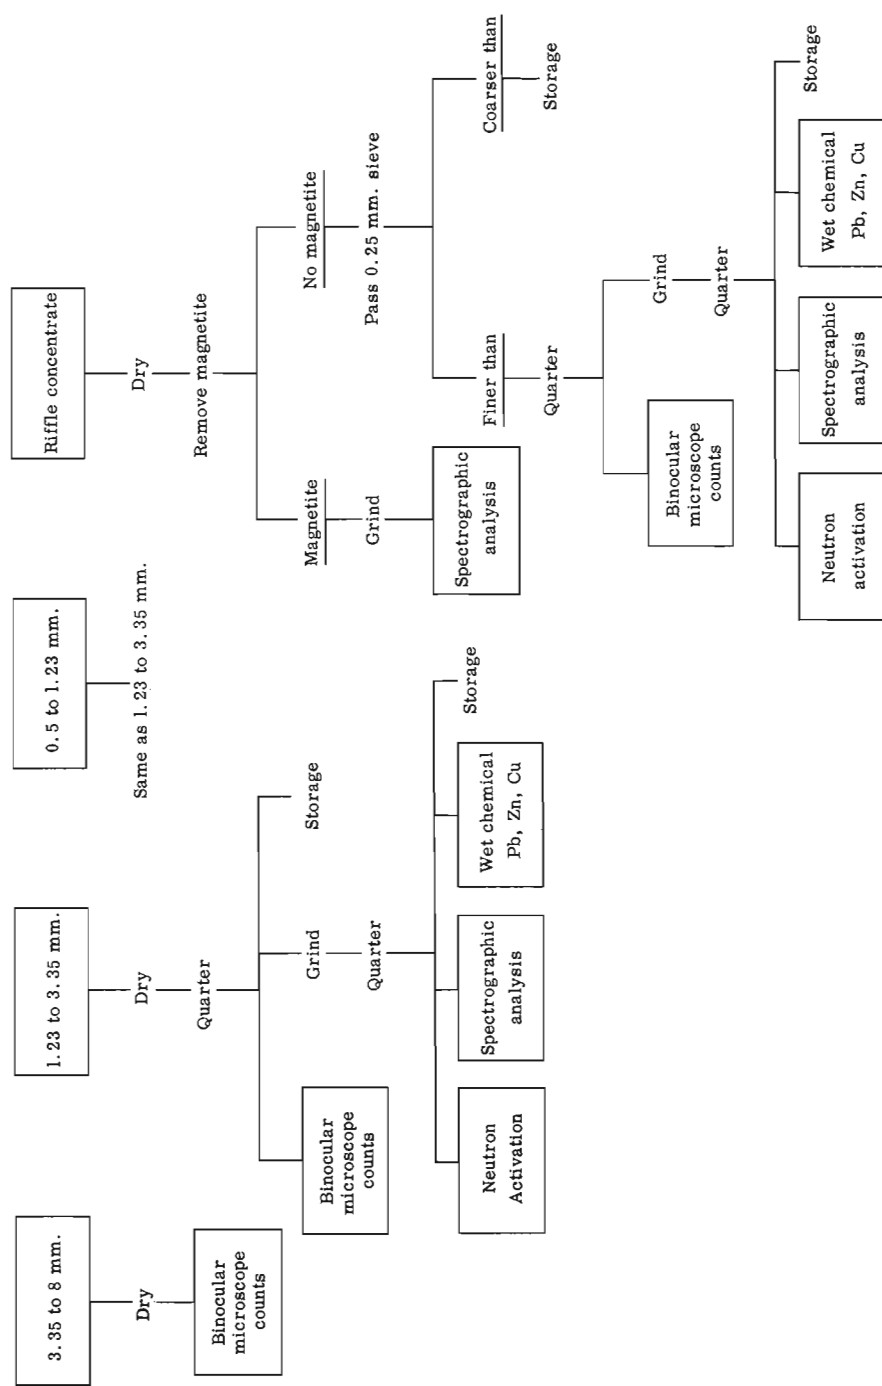 3.35 to 8 mm.
Dry
Binocular
microscope
counts
1.23 to 3.35 mm.
Dry
Quarter
Binocular
microscope
counts
Grind
Storage
Quarter
Neutron
Activation
Spectrographic
analysis
Wet chemical
Pb, Zn, Cu
Storage
0.5 to 1.23 mm.
Same as 1.23 to 3.35 mm.
Riffle concentrate
Dry
Remove magnetite
Magnetite
Grind
Spectrographic
analysis
No magnetite
Pass 0.25 mm. sieve
Finer than
Quarter
Coarser than
Storage
Binocular
microscope
counts
Grind
Quarter
Neutron
activation
Spectrographic
analysis
Wet chemical
Pb, Zn, Cu
Storage